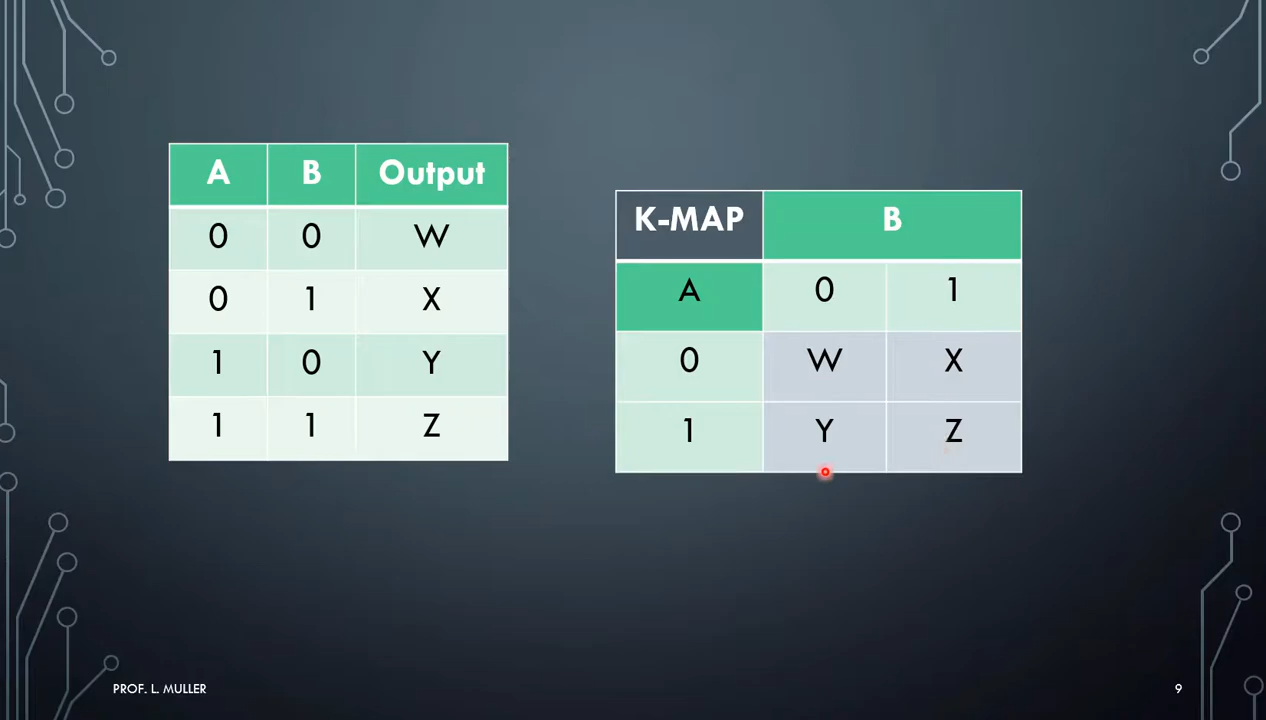 A B Output
0 0 W
0 1 X
1 0 Y
1 1 Z
K-MAP B
A 0 1
0 W X
1 Y Z
PROF. L. MULLER
9